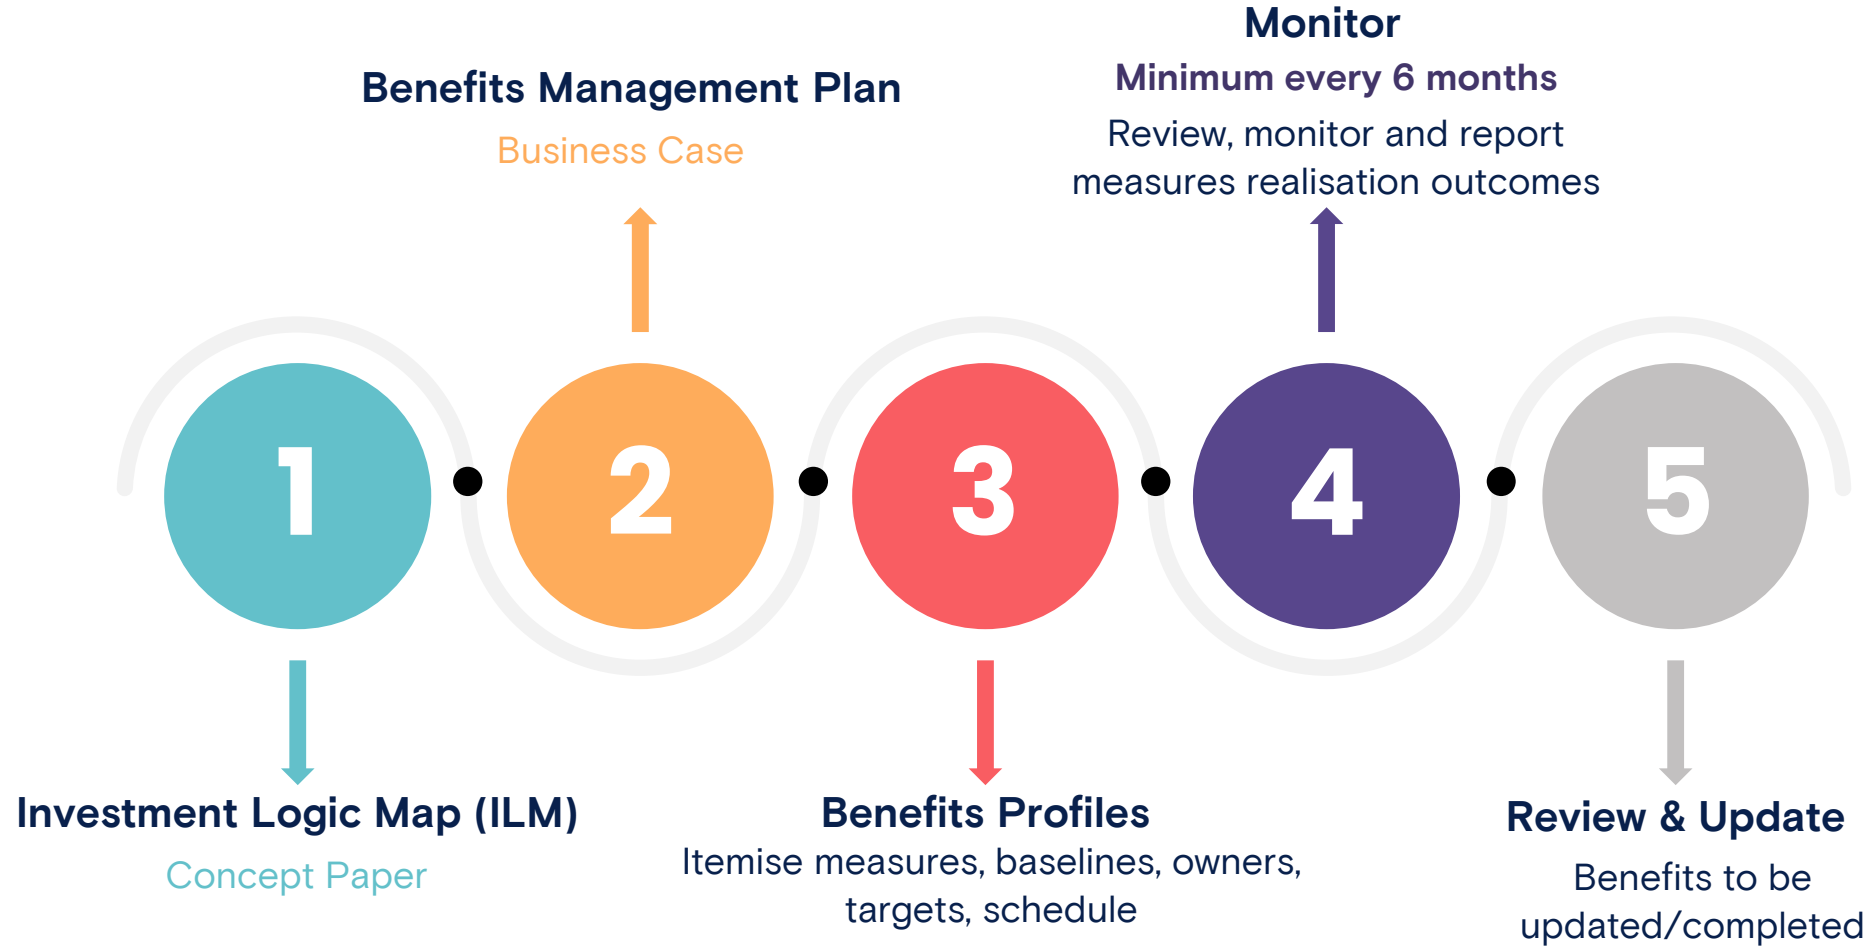 Monitor
Minimum every 6 months
Review, monitor and report
measures realisation outcomes
Benefits Management Plan
Business Case
1
2
3
4
5
Investment Logic Map (ILM)
Concept Paper
Benefits Profiles
Itemise measures, baselines, owners,
targets, schedule
Review & Update
Benefits to be
updated/completed